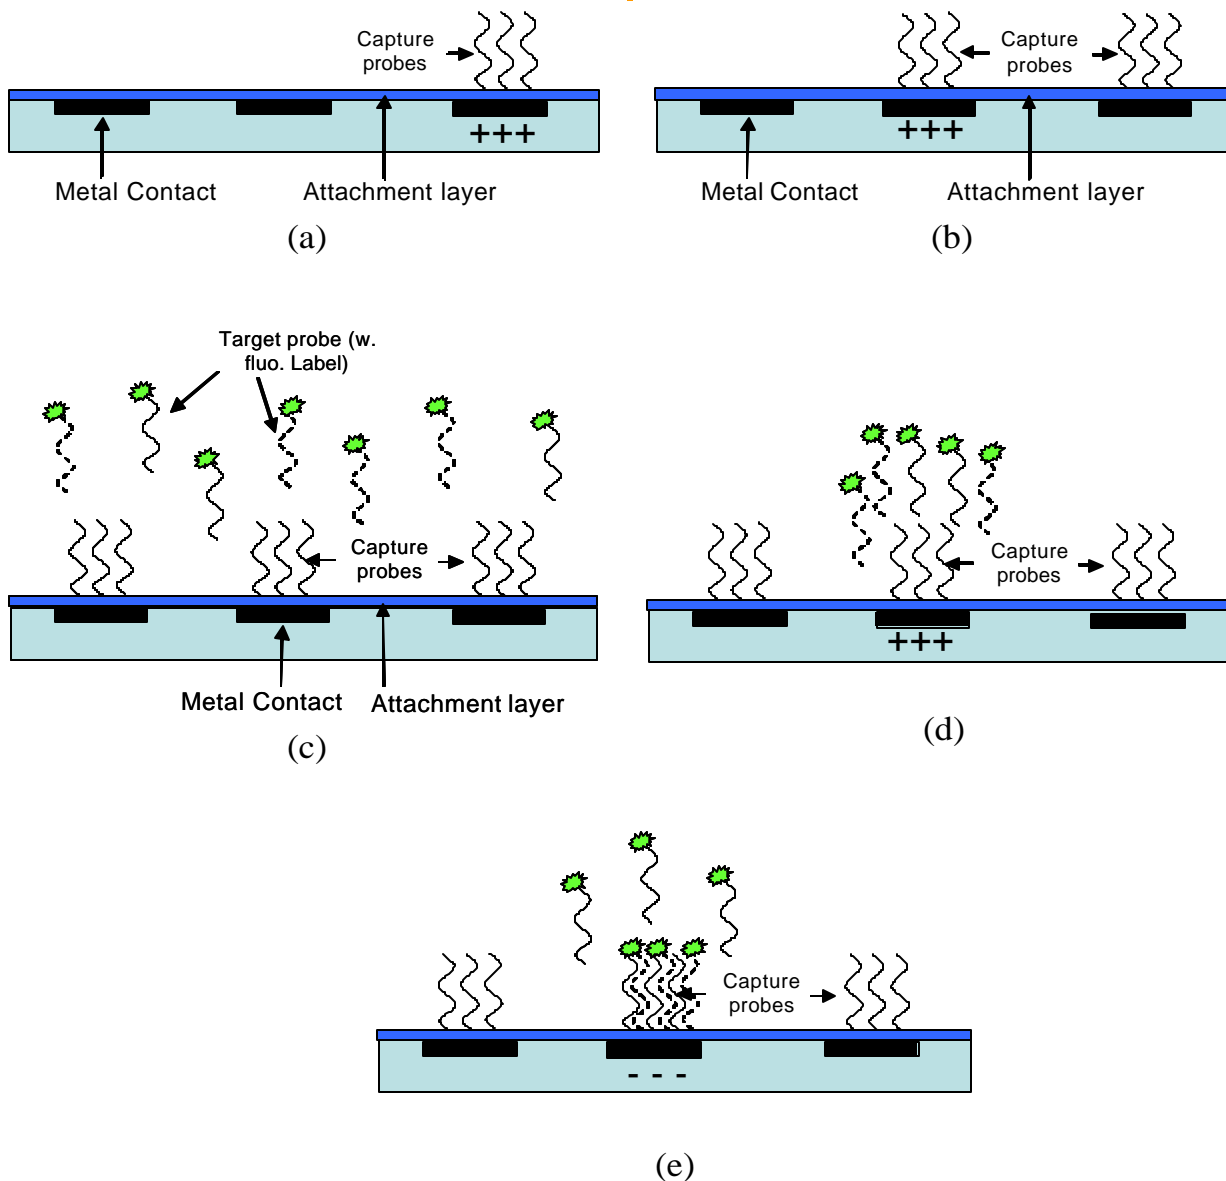 Capture
probes
+++
Metal Contact
Attachment layer
(a)
Capture
probes
+++
Metal Contact
Attachment layer
(b)
Target probe (w.
fluo. Label)
Capture
probes
Metal Contact
Attachment layer
(c)
Capture
probes
+++
(d)
Capture
probes
- - -
(e)